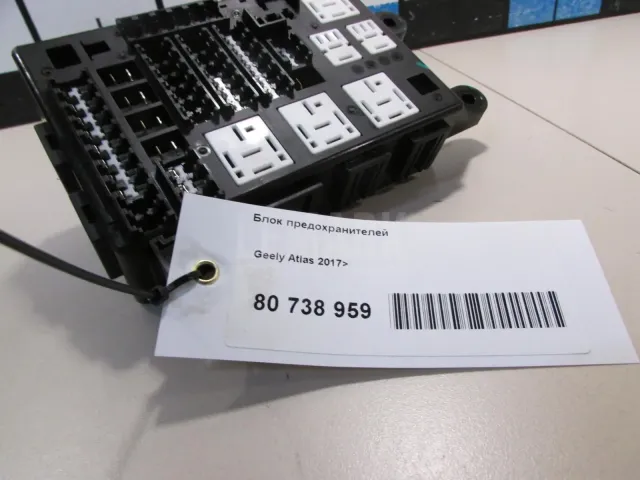 Блок предохранителей
Geely Atlas 2017>
80 738 959